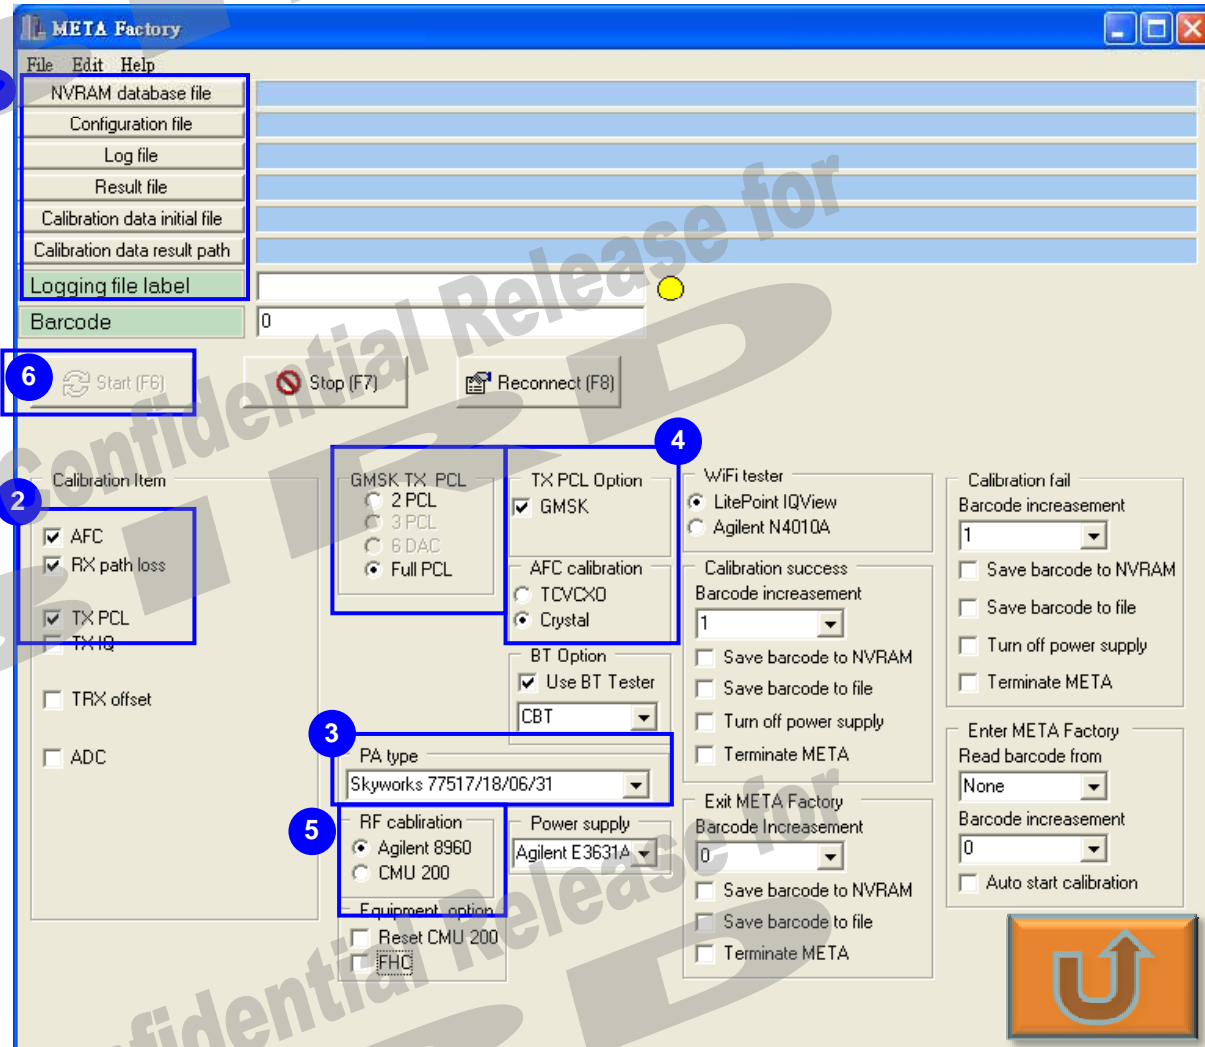 META Factory
File Edit Help
NVRAM database file
Configuration file
Log file
Result file
Calibration data initial file
Calibration data result path
Logging file label
Barcode
0
6
Start (F6)
Stop (F7)
Reconnect (F8)
4
2
Calibration Item
AFC
RX path loss
TX PCL
TX IQ
TRX offset
ADC
GMSK TX PCL
2 PCL
3 PCL
6 DAC
Full PCL
TX PCL Option
GMSK
AFC calibration
TCVCXO
Crystal
BT Option
Use BT Tester
CBT
3
PA type
Skyworks 77517/18/06/31
5
RF cabliration
Agilent 8960
CMU 200
Power supply
Agilent E3631A
Equipment option
Reset CMU 200
FHC
WiFi tester
LitePoint IQView
Agilent N4010A
Calibration success
Barcode increasement
1
Save barcode to NVRAM
Save barcode to file
Turn off power supply
Terminate META
Exit META Factory
Barcode Increasement
0
Save barcode to NVRAM
Save barcode to file
Terminate META
Calibration fail
Barcode increasement
1
Save barcode to NVRAM
Save barcode to file
Turn off power supply
Terminate META
Enter META Factory
Read barcode from
None
Barcode increasement
0
Auto start calibration
Confidential Release for
BIRD
fidential Release for